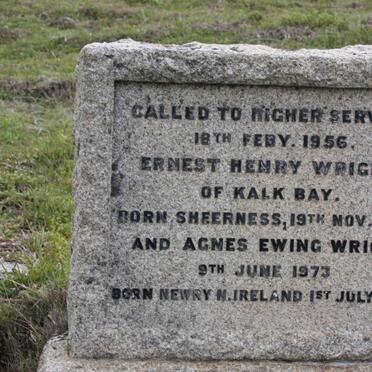 CALLED TO HIGHER SERV
18TH FEBY. 1956.
ERNEST HENRY WRIG
OF KALK BAY.
BORN SHEERNESS, 19TH NOV.
AND AGNES EWING WRI
9TH JUNE 1973
BORN NEWRY N. IRELAND 1ST JULY